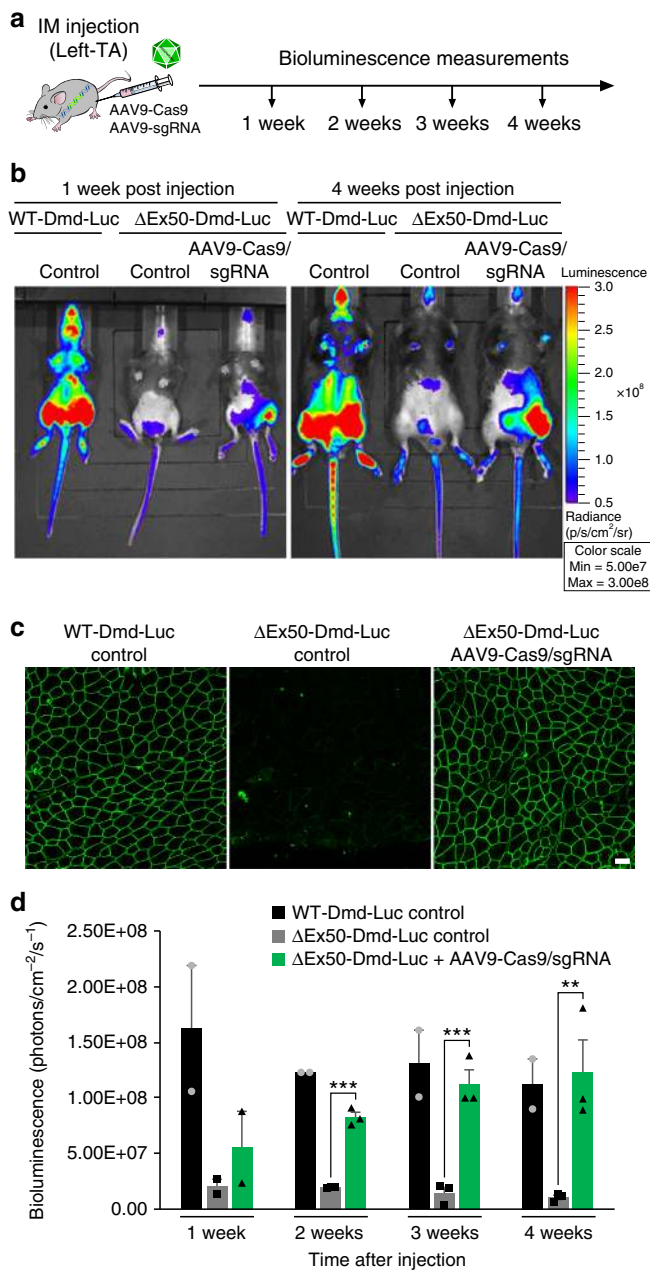 a
IM injection
(Left-TA)
AAV9-Cas9
AAV9-sgRNA
Bioluminescence measurements
1 week 2 weeks 3 weeks 4 weeks
b
1 week post injection 4 weeks post injection
WT-Dmd-Luc ΔEx50-Dmd-Luc WT-Dmd-Luc ΔEx50-Dmd-Luc
AAV9-Cas9/ AAV9-Cas9/
Control Control sgRNA Control Control sgRNA
Luminescence
3.0
2.5
2.0
×10⁸
1.5
1.0
0.5
Radiance
(p/s/cm²/sr)
Color scale
Min = 5.00e7
Max = 3.00e8
c
WT-Dmd-Luc ΔEx50-Dmd-Luc ΔEx50-Dmd-Luc
control control AAV9-Cas9/sgRNA
d
WT-Dmd-Luc control
ΔEx50-Dmd-Luc control
ΔEx50-Dmd-Luc + AAV9-Cas9/sgRNA
Bioluminescence (photons/cm⁻²/s⁻¹)
2.50E+08
2.00E+08
1.50E+08
1.00E+08
5.00E+07
0.00
*** *** **
1 week 2 weeks 3 weeks 4 weeks
Time after injection